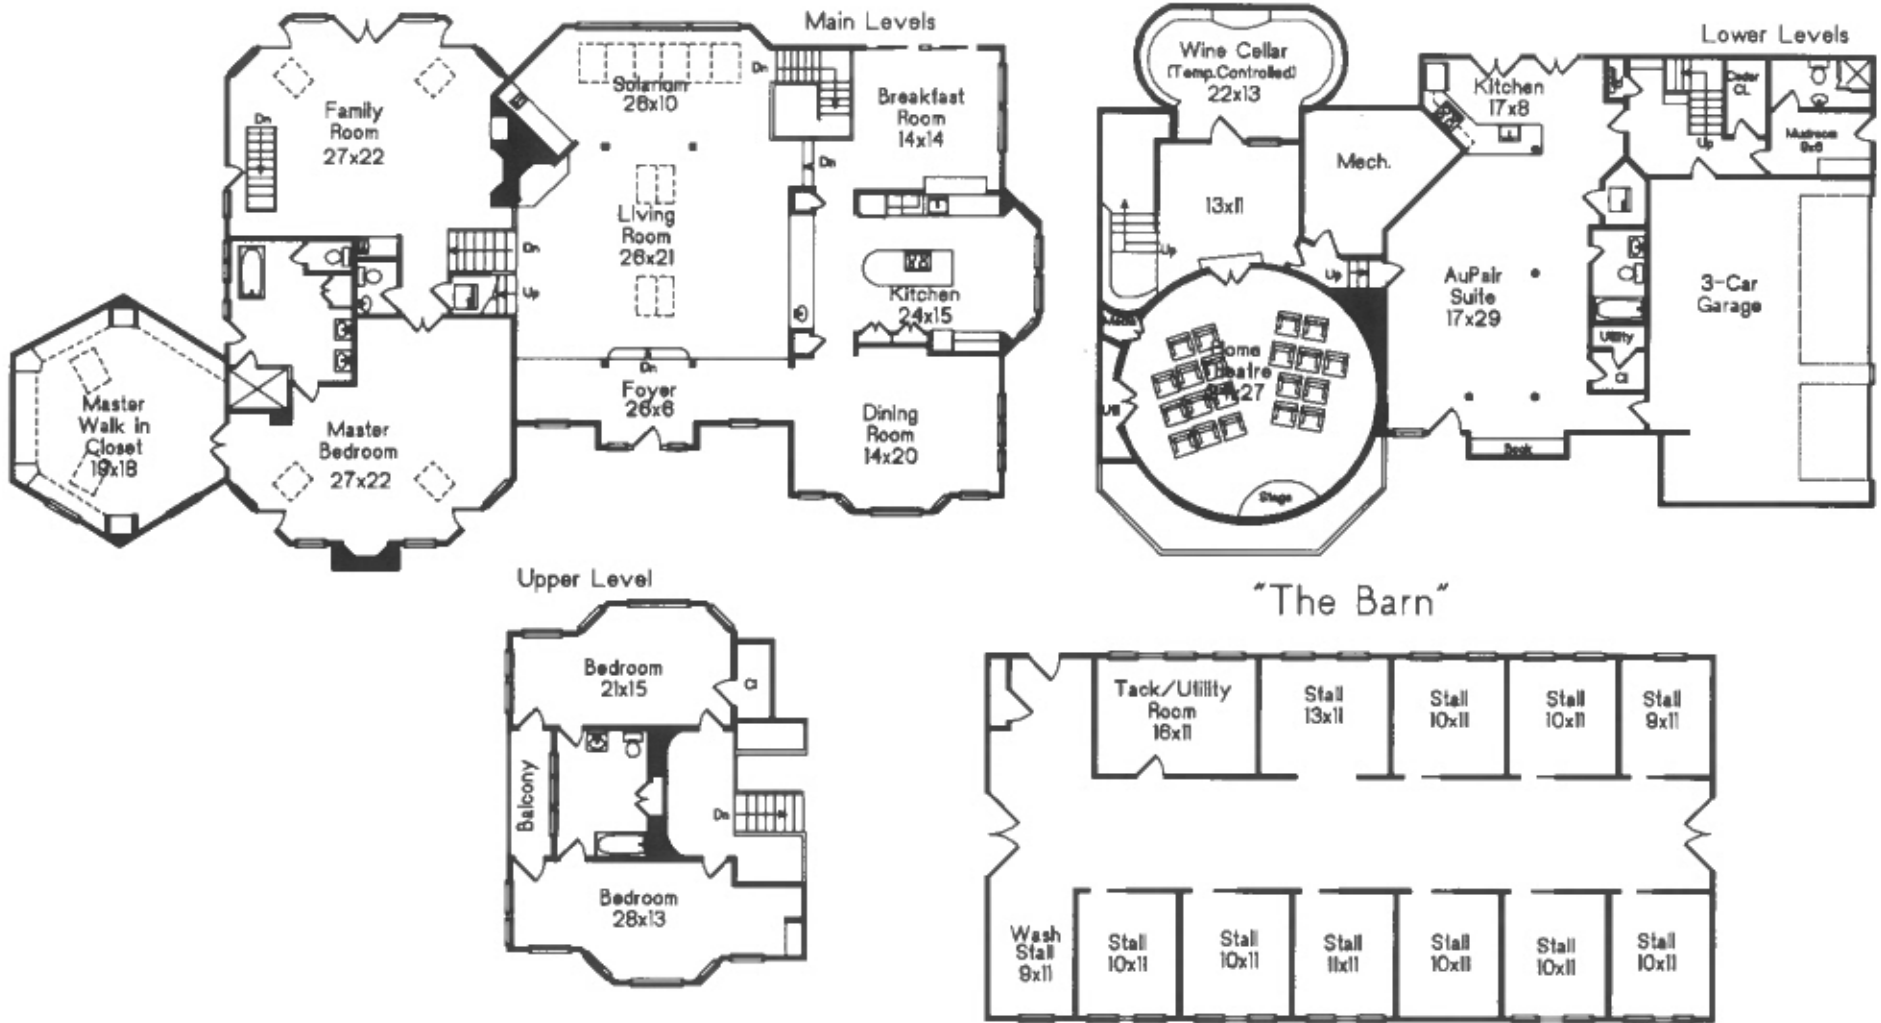 Main Levels
Family
Room
27x22
Dn
Solarium
28x10
Dn
Breakfast
Room
14x14
Dn
Living
Room
26x21
Dn
Up
Kitchen
24x15
Master
Walk in
Closet
19x18
Master
Bedroom
27x22
Dn
Foyer
26x6
Dining
Room
14x20
Lower Levels
Wine Cellar
(Temp.Controlled)
22x13
Kitchen
17x8
Cedar
CL
Mudroom
Up
Mech.
13x11
Up
Up
AuPair
Suite
17x29
3-Car
Garage
Utility
Cl
Util
Home
Theatre
Stage
Desk
Upper Level
Bedroom
21x15
Cl
Balcony
Dn
Bedroom
28x13
"The Barn"
Tack/Utility
Room
16x11
Stall
13x11
Stall
10x11
Stall
10x11
Stall
9x11
Wash
Stall
9x11
Stall
10x11
Stall
10x11
Stall
11x11
Stall
10x11
Stall
10x11
Stall
10x11